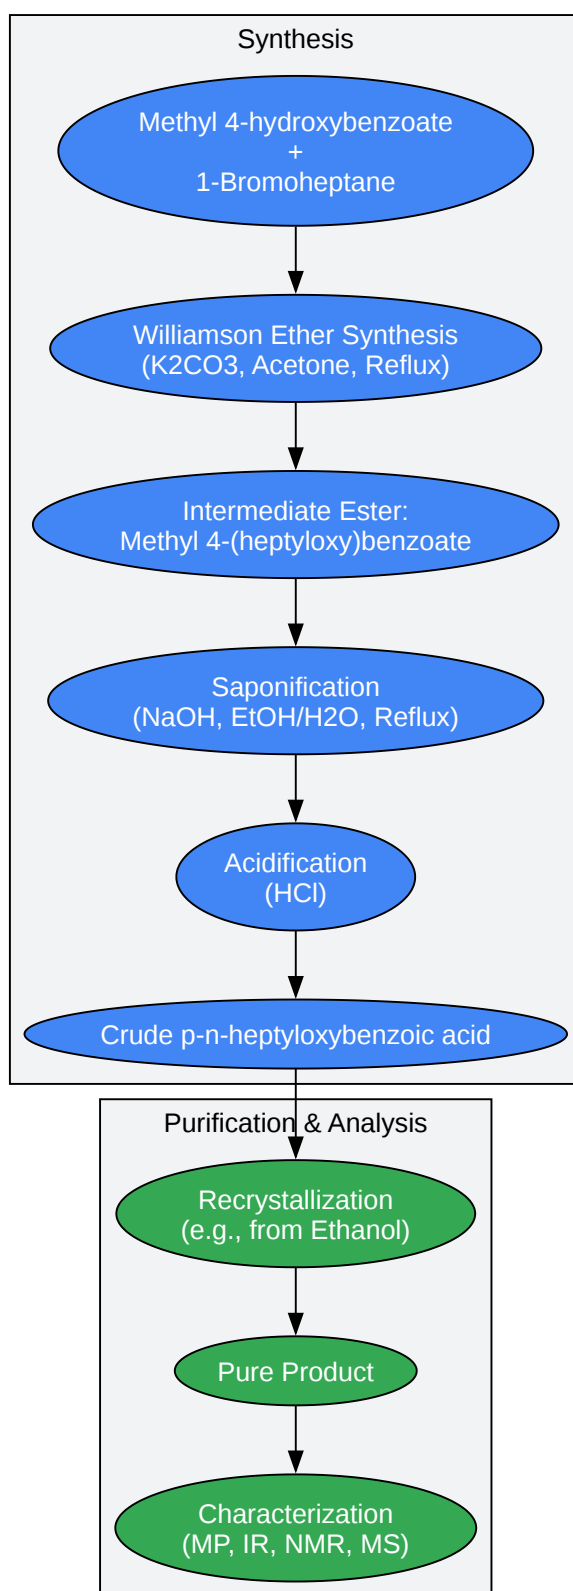 Synthesis
Methyl 4-hydroxybenzoate
+
1-Bromoheptane
Williamson Ether Synthesis
(K2CO3, Acetone, Reflux)
Intermediate Ester:
Methyl 4-(heptyloxy)benzoate
Saponification
(NaOH, EtOH/H2O, Reflux)
Acidification
(HCl)
Crude p-n-heptyloxybenzoic acid
Purification & Analysis
Recrystallization
(e.g., from Ethanol)
Pure Product
Characterization
(MP, IR, NMR, MS)